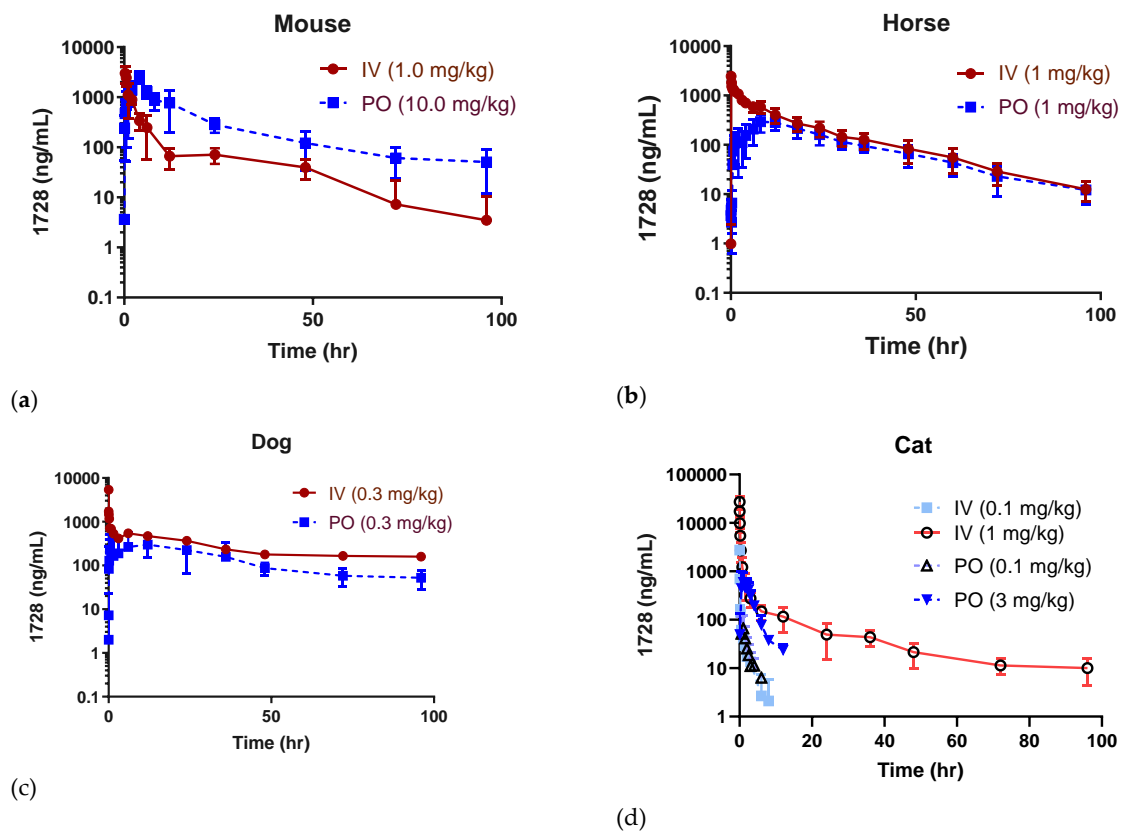 Mouse
10000
1000
100
10
1
0.1
1728 (ng/mL)
IV (1.0 mg/kg)
PO (10.0 mg/kg)
0
50
100
Time (hr)
(a)
Horse
10000
1000
100
10
1
0.1
1728 (ng/mL)
IV (1 mg/kg)
PO (1 mg/kg)
0
50
100
Time (hr)
(b)
Dog
10000
1000
100
10
1
0.1
1728 (ng/mL)
IV (0.3 mg/kg)
PO (0.3 mg/kg)
0
50
100
Time (hr)
(c)
Cat
100000
10000
1000
100
10
1
1728 (ng/mL)
IV (0.1 mg/kg)
IV (1 mg/kg)
PO (0.1 mg/kg)
PO (3 mg/kg)
0
20
40
60
80
100
Time (hr)
(d)